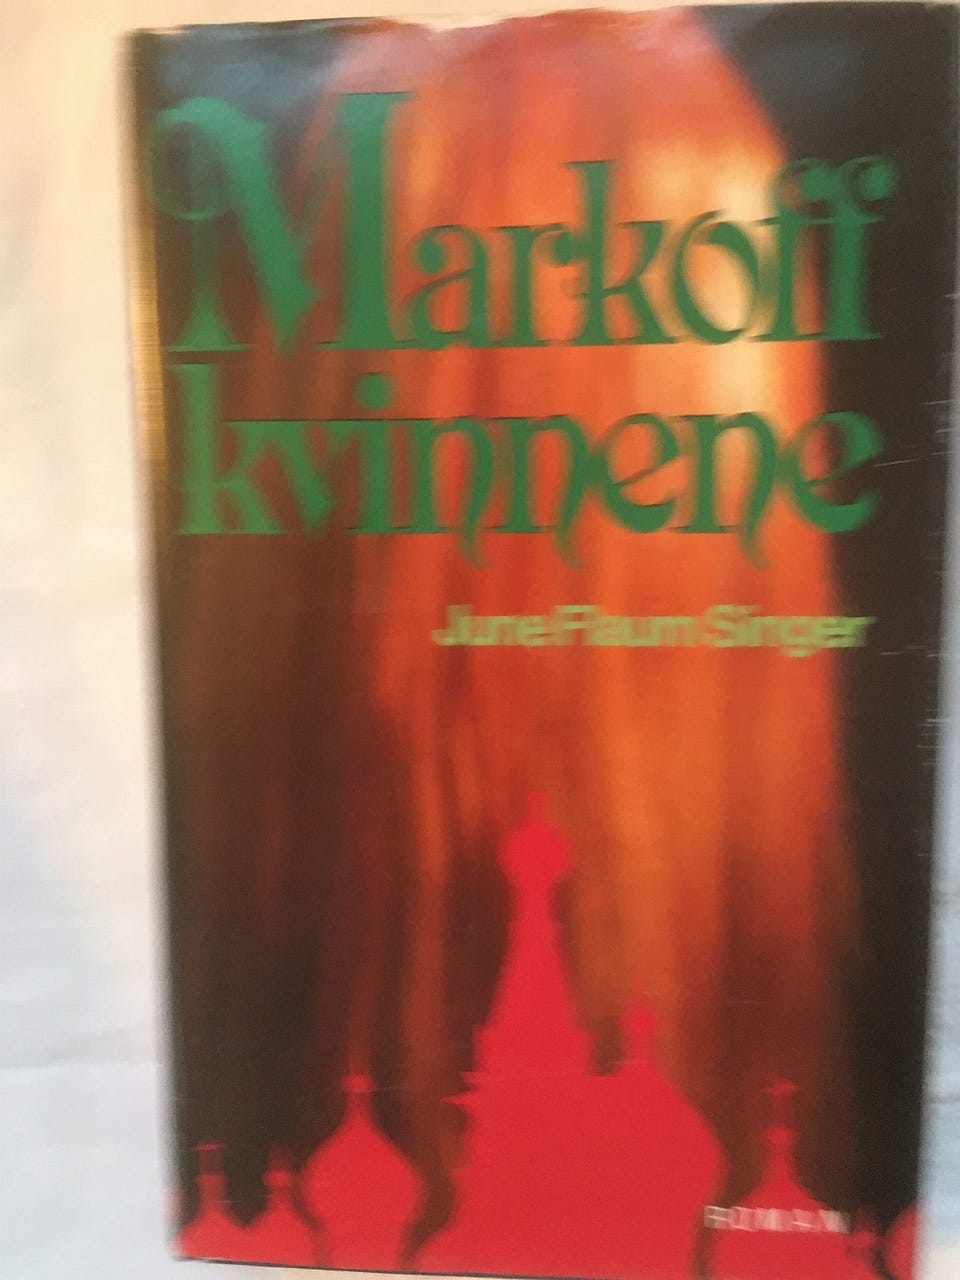 Markoff
kvinnene
June Flaum Singer